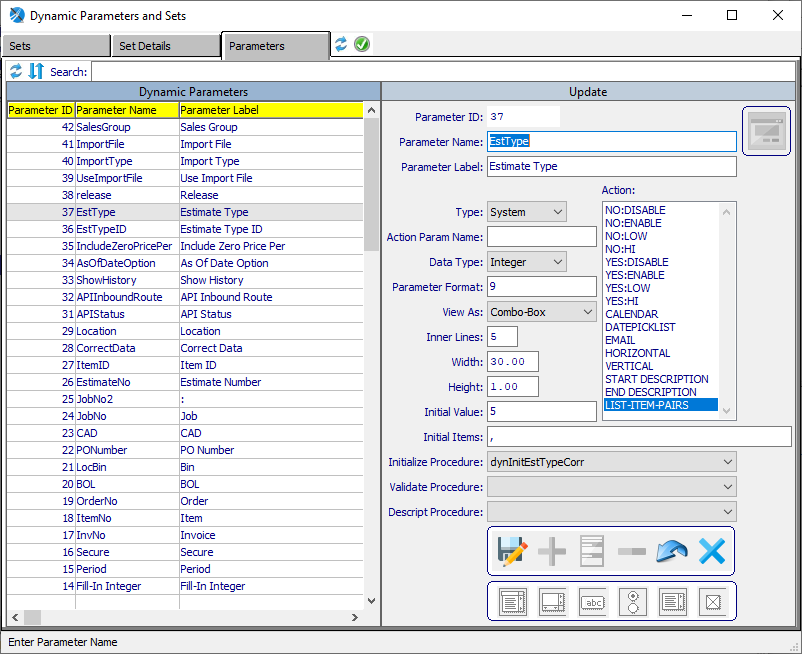 Dynamic Parameters and Sets
Sets Set Details Parameters
Search:
Dynamic Parameters
Parameter ID Parameter Name Parameter Label
42 SalesGroup Sales Group
41 ImportFile Import File
40 ImportType Import Type
39 UseImportFile Use Import File
38 release Release
37 EstType Estimate Type
36 EstTypeID Estimate Type ID
35 IncludeZeroPricePer Include Zero Price Per
34 AsOfDateOption As Of Date Option
33 ShowHistory Show History
32 APIInboundRoute API Inbound Route
31 APIStatus API Status
29 Location Location
28 CorrectData Correct Data
27 ItemID Item ID
26 EstimateNo Estimate Number
25 JobNo2 :
24 JobNo Job
23 CAD CAD
22 PONumber PO Number
21 LocBin Bin
20 BOL BOL
19 OrderNo Order
18 ItemNo Item
17 InvNo Invoice
16 Secure Secure
15 Period Period
14 Fill-In Integer Fill-In Integer
Update
Parameter ID: 37
Parameter Name: EstType
Parameter Label: Estimate Type
Type: System
Action Param Name:
Data Type: Integer
Parameter Format: 9
View As: Combo-Box
Inner Lines: 5
Width: 30.00
Height: 1.00
Initial Value: 5
Action:
NO:DISABLE
NO:ENABLE
NO:LOW
NO:HI
YES:DISABLE
YES:ENABLE
YES:LOW
YES:HI
CALENDAR
DATEPICKLIST
EMAIL
HORIZONTAL
VERTICAL
START DESCRIPTION
END DESCRIPTION
LIST-ITEM-PAIRS
Initial Items: ,
Initialize Procedure: dynInitEstTypeCorr
Validate Procedure:
Descript Procedure:
abc
Enter Parameter Name